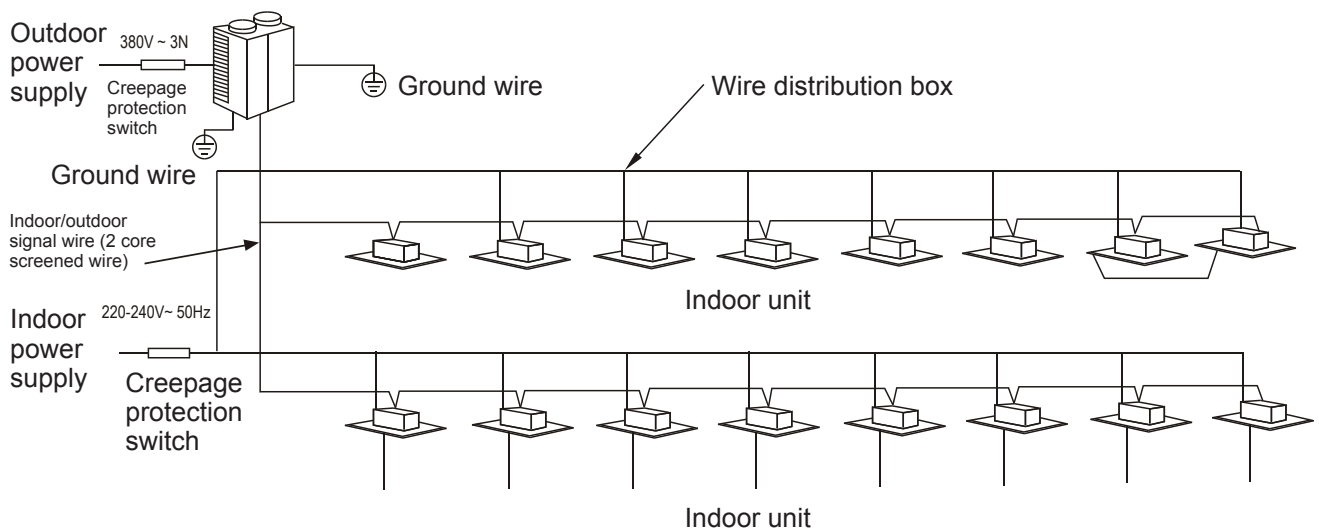 Outdoor
power
supply
380V ~ 3N
Creepage
protection
switch
Ground wire
Wire distribution box
Ground wire
Indoor/outdoor
signal wire (2 core
screened wire)
Indoor unit
Indoor
power
supply
220-240V~ 50Hz
Creepage
protection
switch
Indoor unit